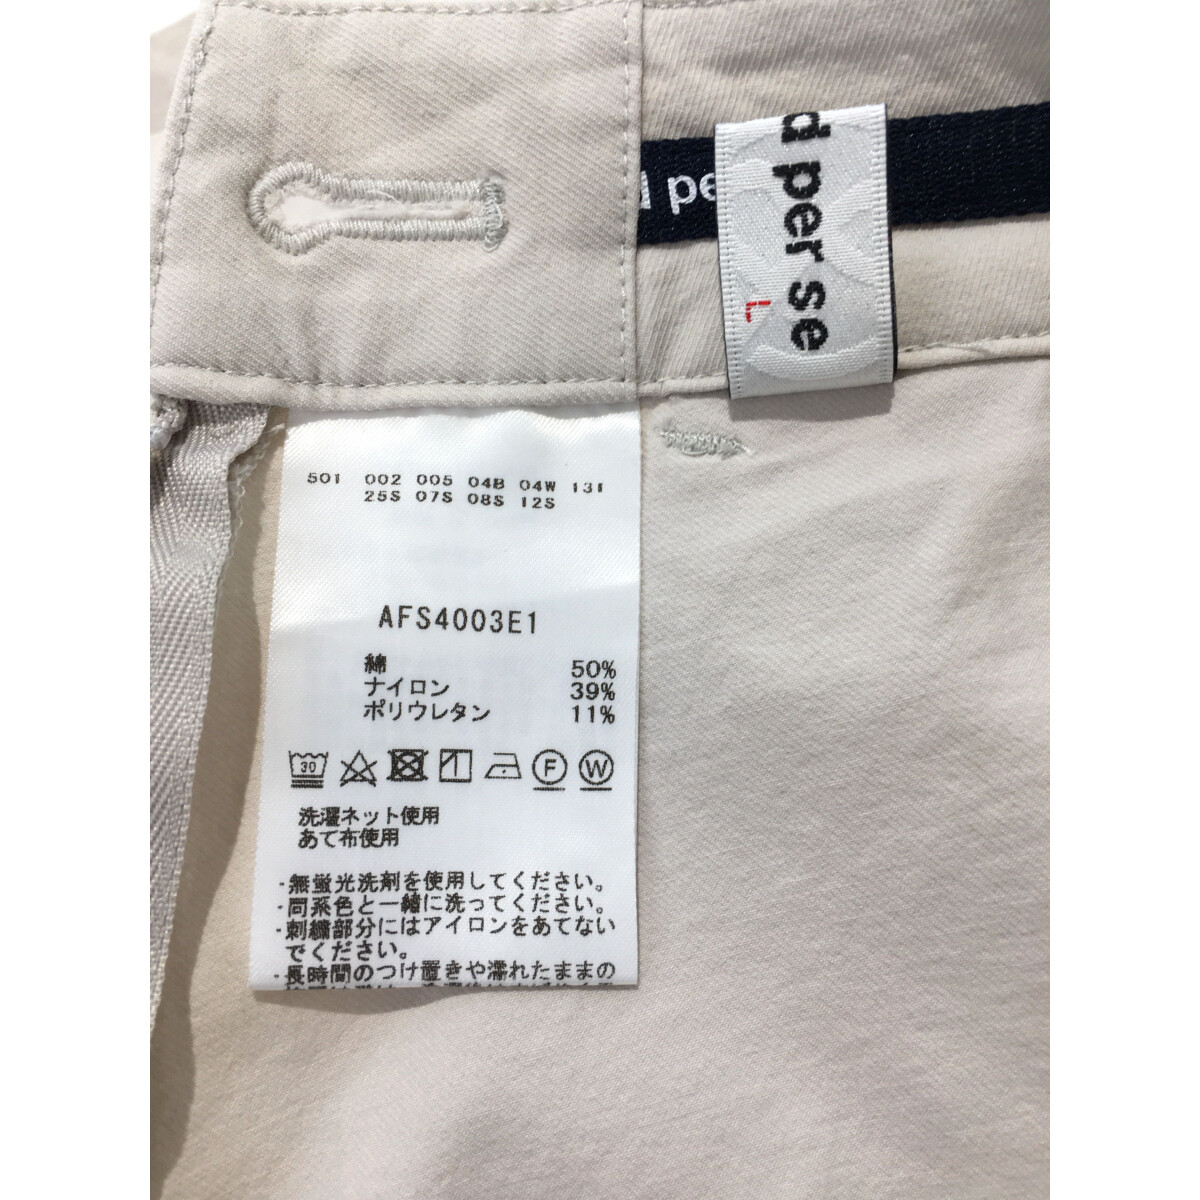 d pe
d per se
L
501 002 005 04B 04W 131
25S 07S 08S 12S
AFS4003E1
綿 50%
ナイロン 39%
ポリウレタン 11%
30
F
W
洗濯ネット使用
あて布使用
・無蛍光洗剤を使用してください。
・同系色と一緒に洗ってください。
・刺繍部分にはアイロンをあてない
でください。
・長時間のつけ置きや濡れたままの